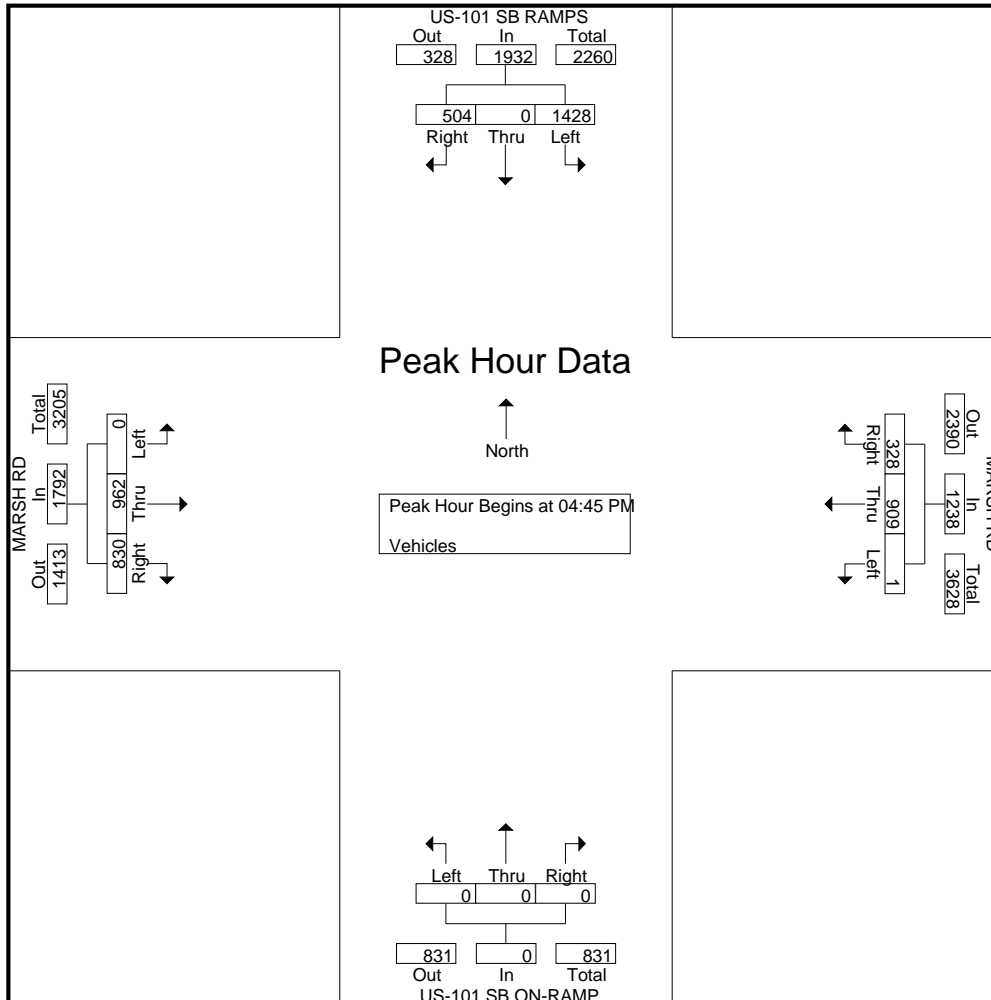 US-101 SB RAMPS
Out In Total
328 1932 2260
504 0 1428
Right Thru Left
Peak Hour Data
North
Peak Hour Begins at 04:45 PM
Vehicles
MARSH RD
Total In Out
3205 1792 1413
0 962 830
Left Thru Right
Right Thru Left
328 909 1
Out In Total
2390 1238 3628
MARSH RD
Left Thru Right
0 0 0
831 0 831
Out In Total
US-101 SB ON-RAMP